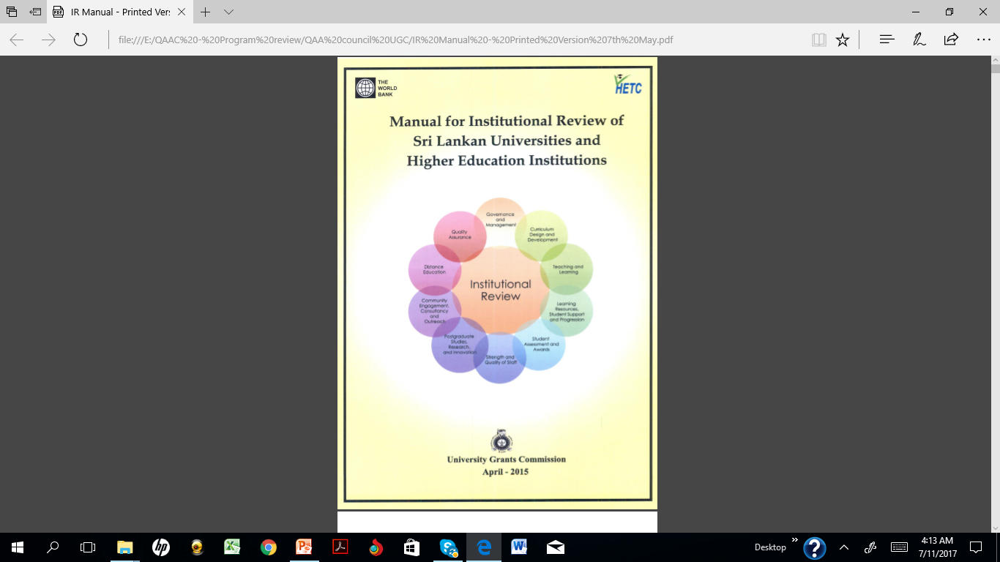 IR Manual - Printed Vers
file:///E:/QAAC%20-%20Program%20review/QAA%20council%20UGC/IR%20Manual%20-%20Printed%20Version%207th%20May.pdf
THE
WORLD
BANK
HETC
Manual for Institutional Review of
Sri Lankan Universities and
Higher Education Institutions
Governance
and
Management
Curriculum
Design and
Development
Teaching and
Learning
Learning
Resources,
Student Support
and Progression
Student
Assessment and
Awards
Strength and
Quality of Staff
Postgraduate
Studies,
Research,
and Innovation
Community
Engagement,
Consultancy
and
Outreach
Distance
Education
Quality
Assurance
Institutional
Review
University Grants Commission
April - 2015
Desktop
4:13 AM
7/11/2017